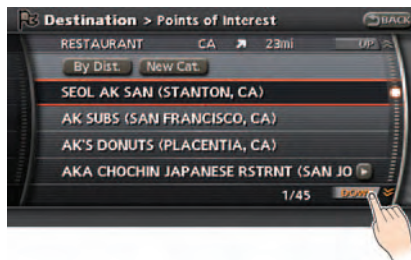 Destination > Points of Interest
BACK
RESTAURANT CA 23mi UP
By Dist. New Cat.
SEOL AK SAN (STANTON, CA)
AK SUBS (SAN FRANCISCO, CA)
AK'S DONUTS (PLACENTIA, CA)
AKA CHOCHIN JAPANESE RSTRNT (SAN JO
1/45 DOWN